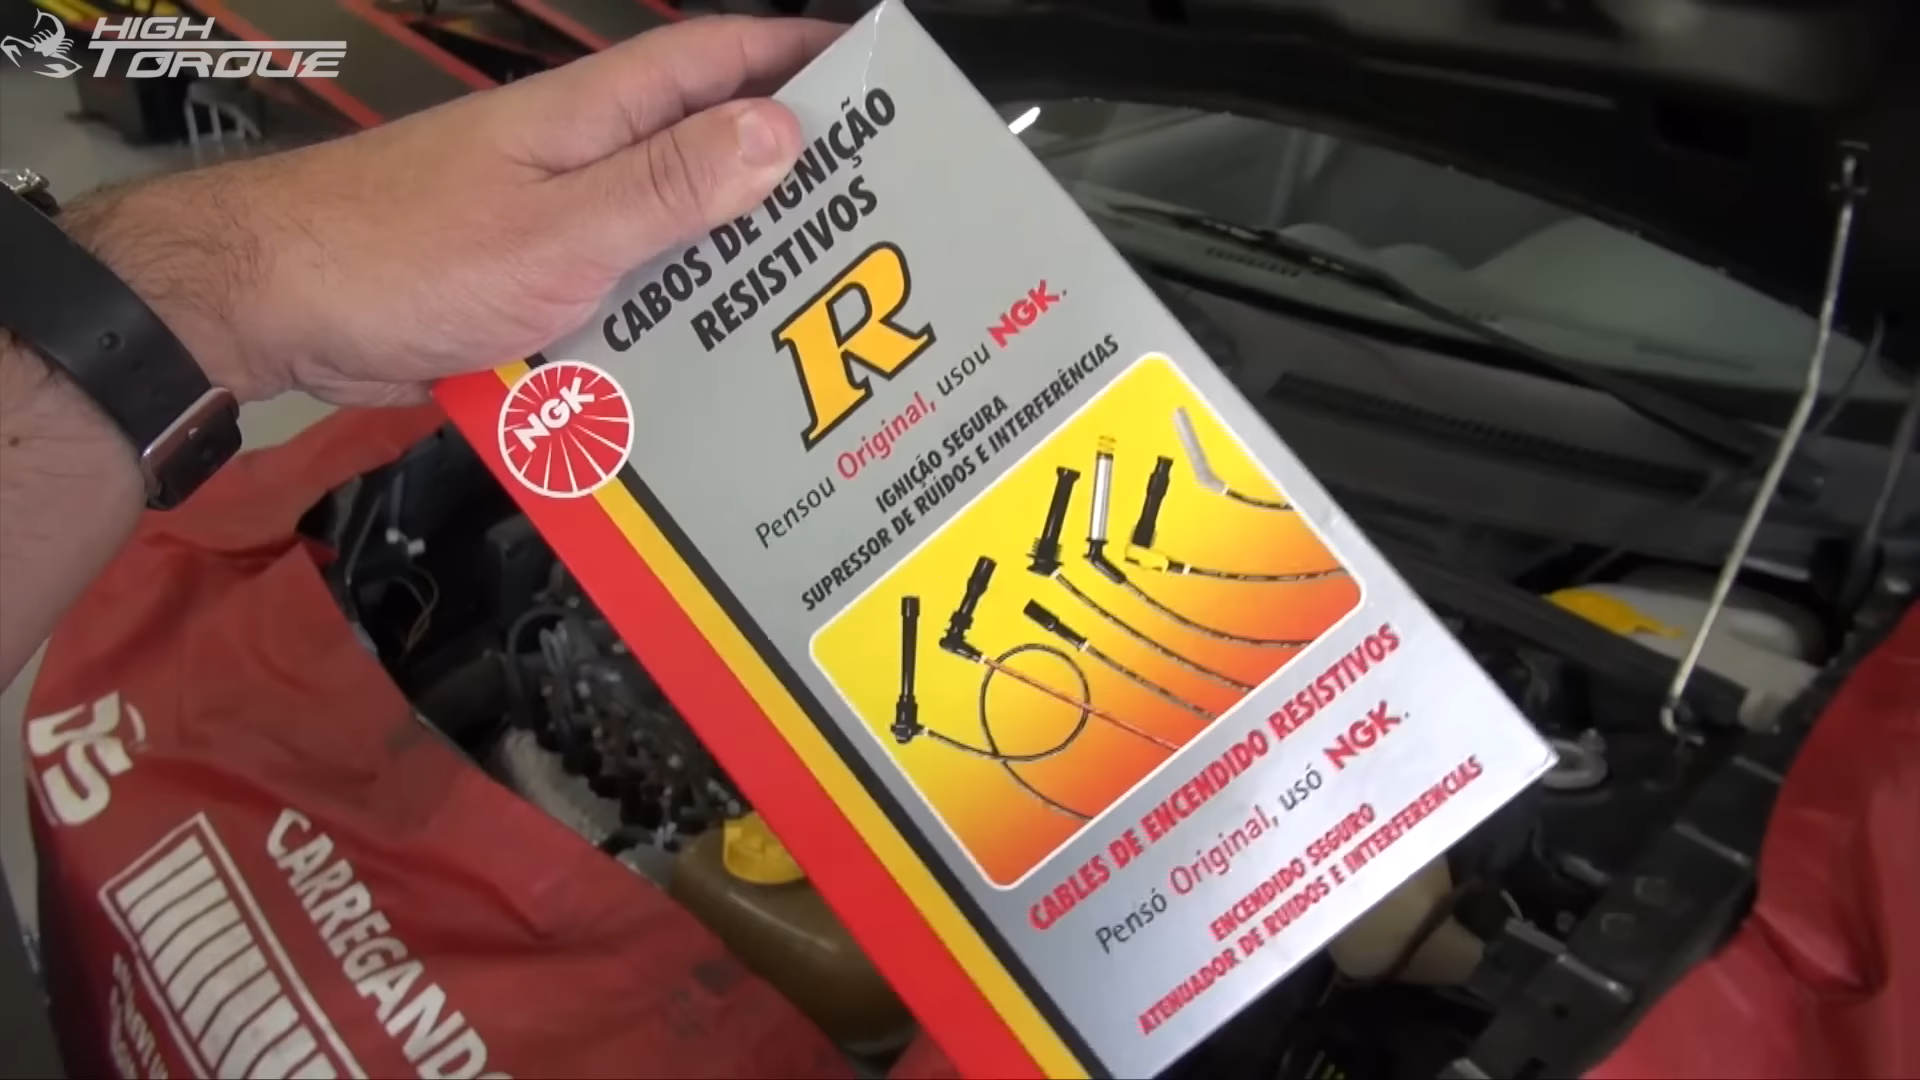 HIGH
TORQUE
CABOS DE IGNIÇÃO
RESISTIVOS
R
Pensou Original, usou NGK.
IGNIÇÃO SEGURA
SUPRESSOR DE RUÍDOS E INTERFERÊNCIAS
NGK
CABLES DE ENCENDIDO RESISTIVOS
Pensó Original, usó NGK.
ENCENDIDO SEGURO
ATENUADOR DE RUIDOS E INTERFERENCIAS
DS
CARREGANDO